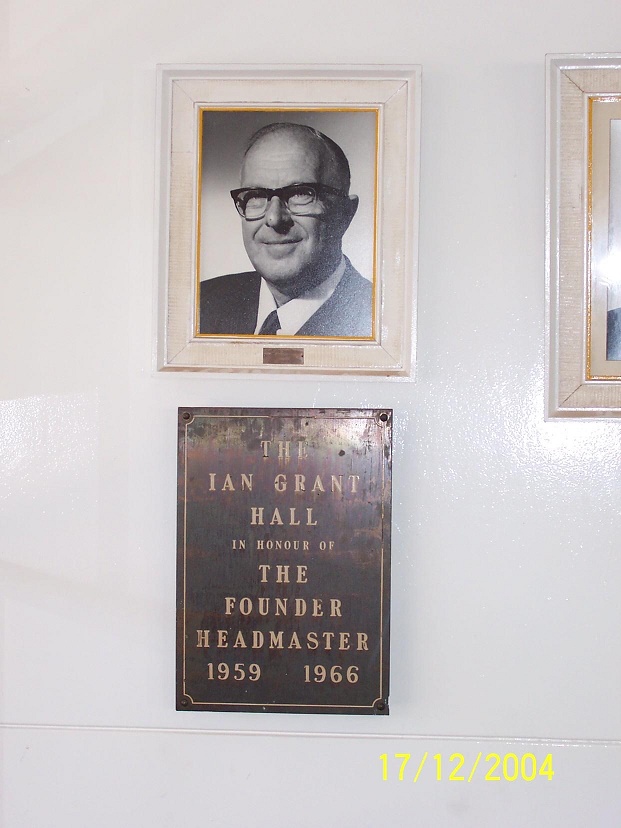 THE
IAN GRANT
HALL
IN HONOUR OF
THE
FOUNDER
HEADMASTER
1959 1966
17/12/2004